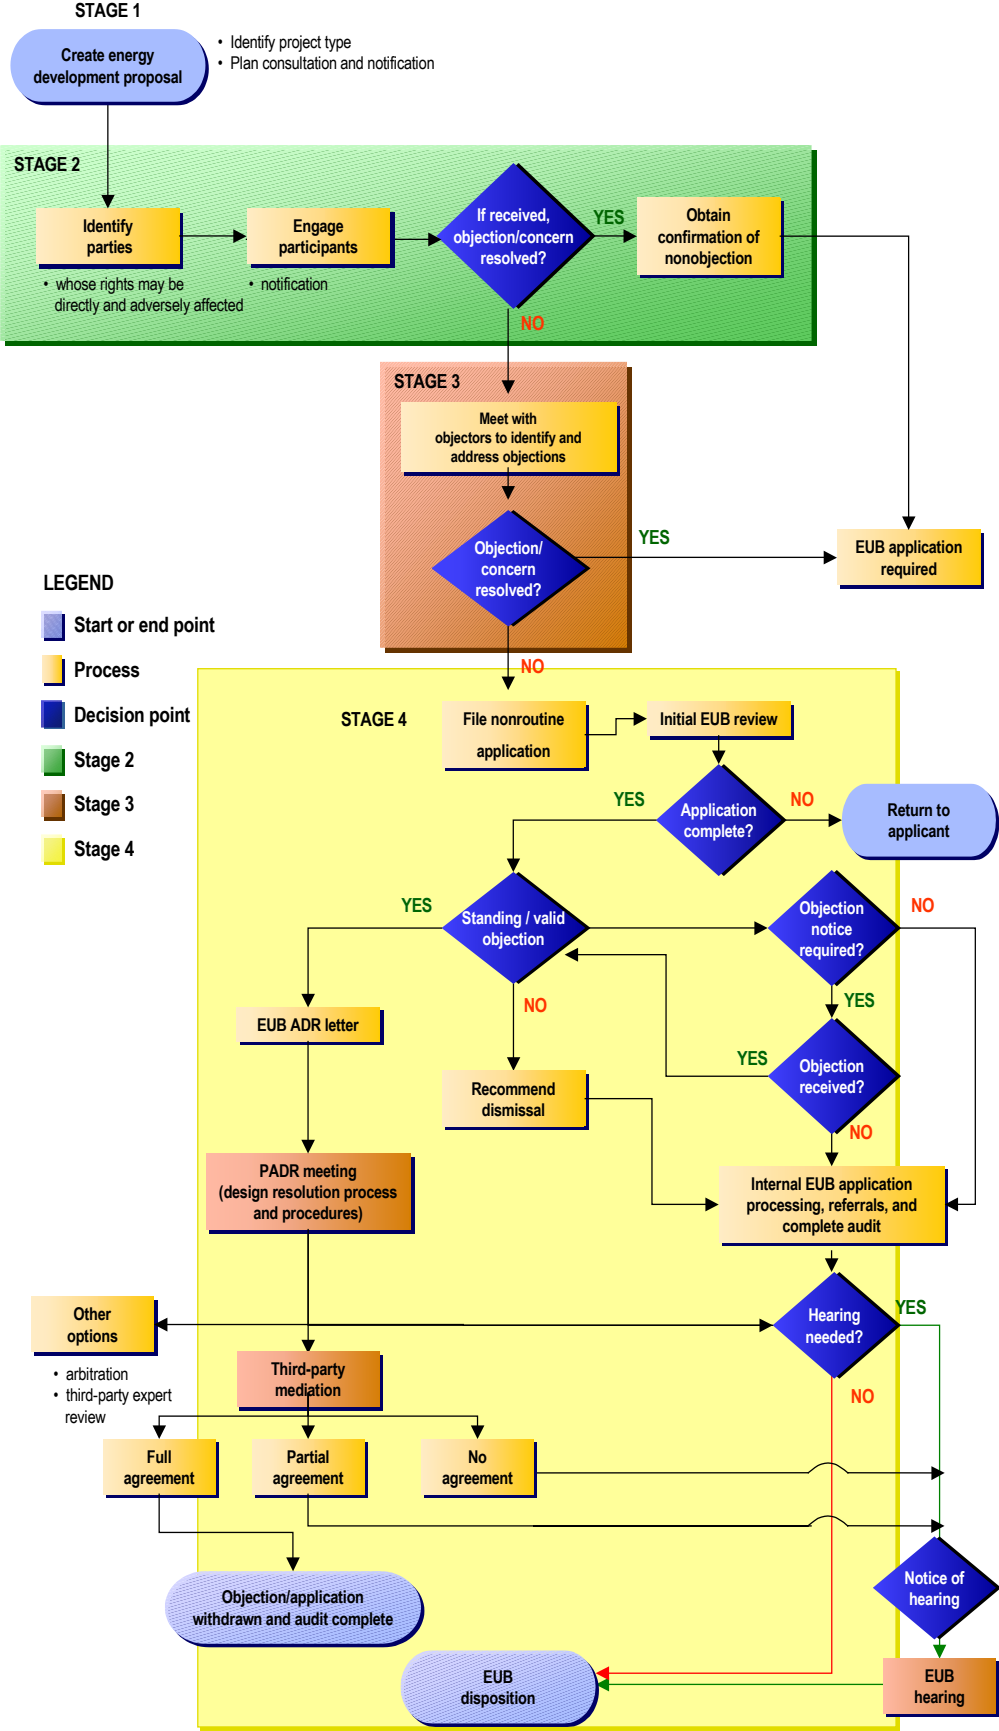 STAGE 1
Create energy
development proposal
• Identify project type
• Plan consultation and notification
STAGE 2
Identify
parties
• whose rights may be
directly and adversely affected
Engage
participants
• notification
If received,
objection/concern
resolved?
YES
Obtain
confirmation of
nonobjection
NO
STAGE 3
Meet with
objectors to identify and
address objections
Objection/
concern
resolved?
YES
EUB application
required
NO
LEGEND
Start or end point
Process
Decision point
Stage 2
Stage 3
Stage 4
STAGE 4
File nonroutine
application
Initial EUB review
YES
Application
complete?
NO
Return to
applicant
YES
Standing / valid
objection
Objection
notice
required?
NO
NO
YES
EUB ADR letter
YES
Objection
received?
Recommend
dismissal
NO
PADR meeting
(design resolution process
and procedures)
Internal EUB application
processing, referrals, and
complete audit
Other
options
• arbitration
• third-party expert
review
Hearing
needed?
YES
NO
Third-party
mediation
Full
agreement
Partial
agreement
No
agreement
Notice of
hearing
Objection/application
withdrawn and audit complete
EUB
disposition
EUB
hearing